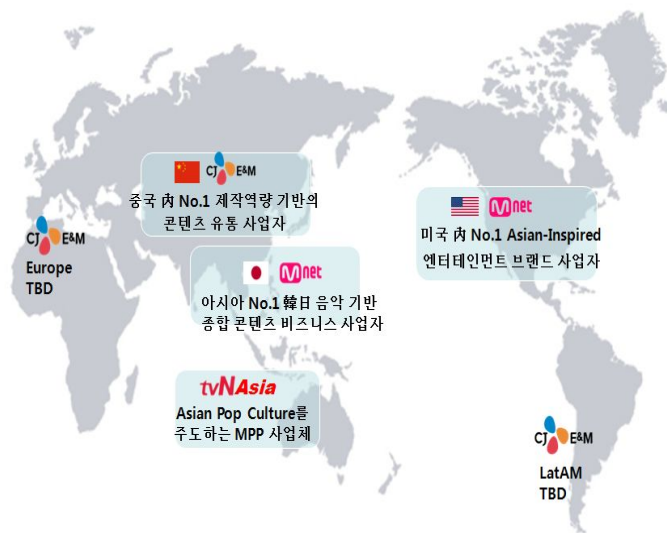 CJ E&M
중국 內 No.1 제작역량 기반의
콘텐츠 유통 사업자
Mnet
미국 內 No.1 Asian-Inspired
엔터테인먼트 브랜드 사업자
CJ E&M
Europe
TBD
Mnet
아시아 No.1 韓日 음악 기반
종합 콘텐츠 비즈니스 사업자
tvNAsia
Asian Pop Culture를
주도하는 MPP 사업체
CJ E&M
LatAM
TBD